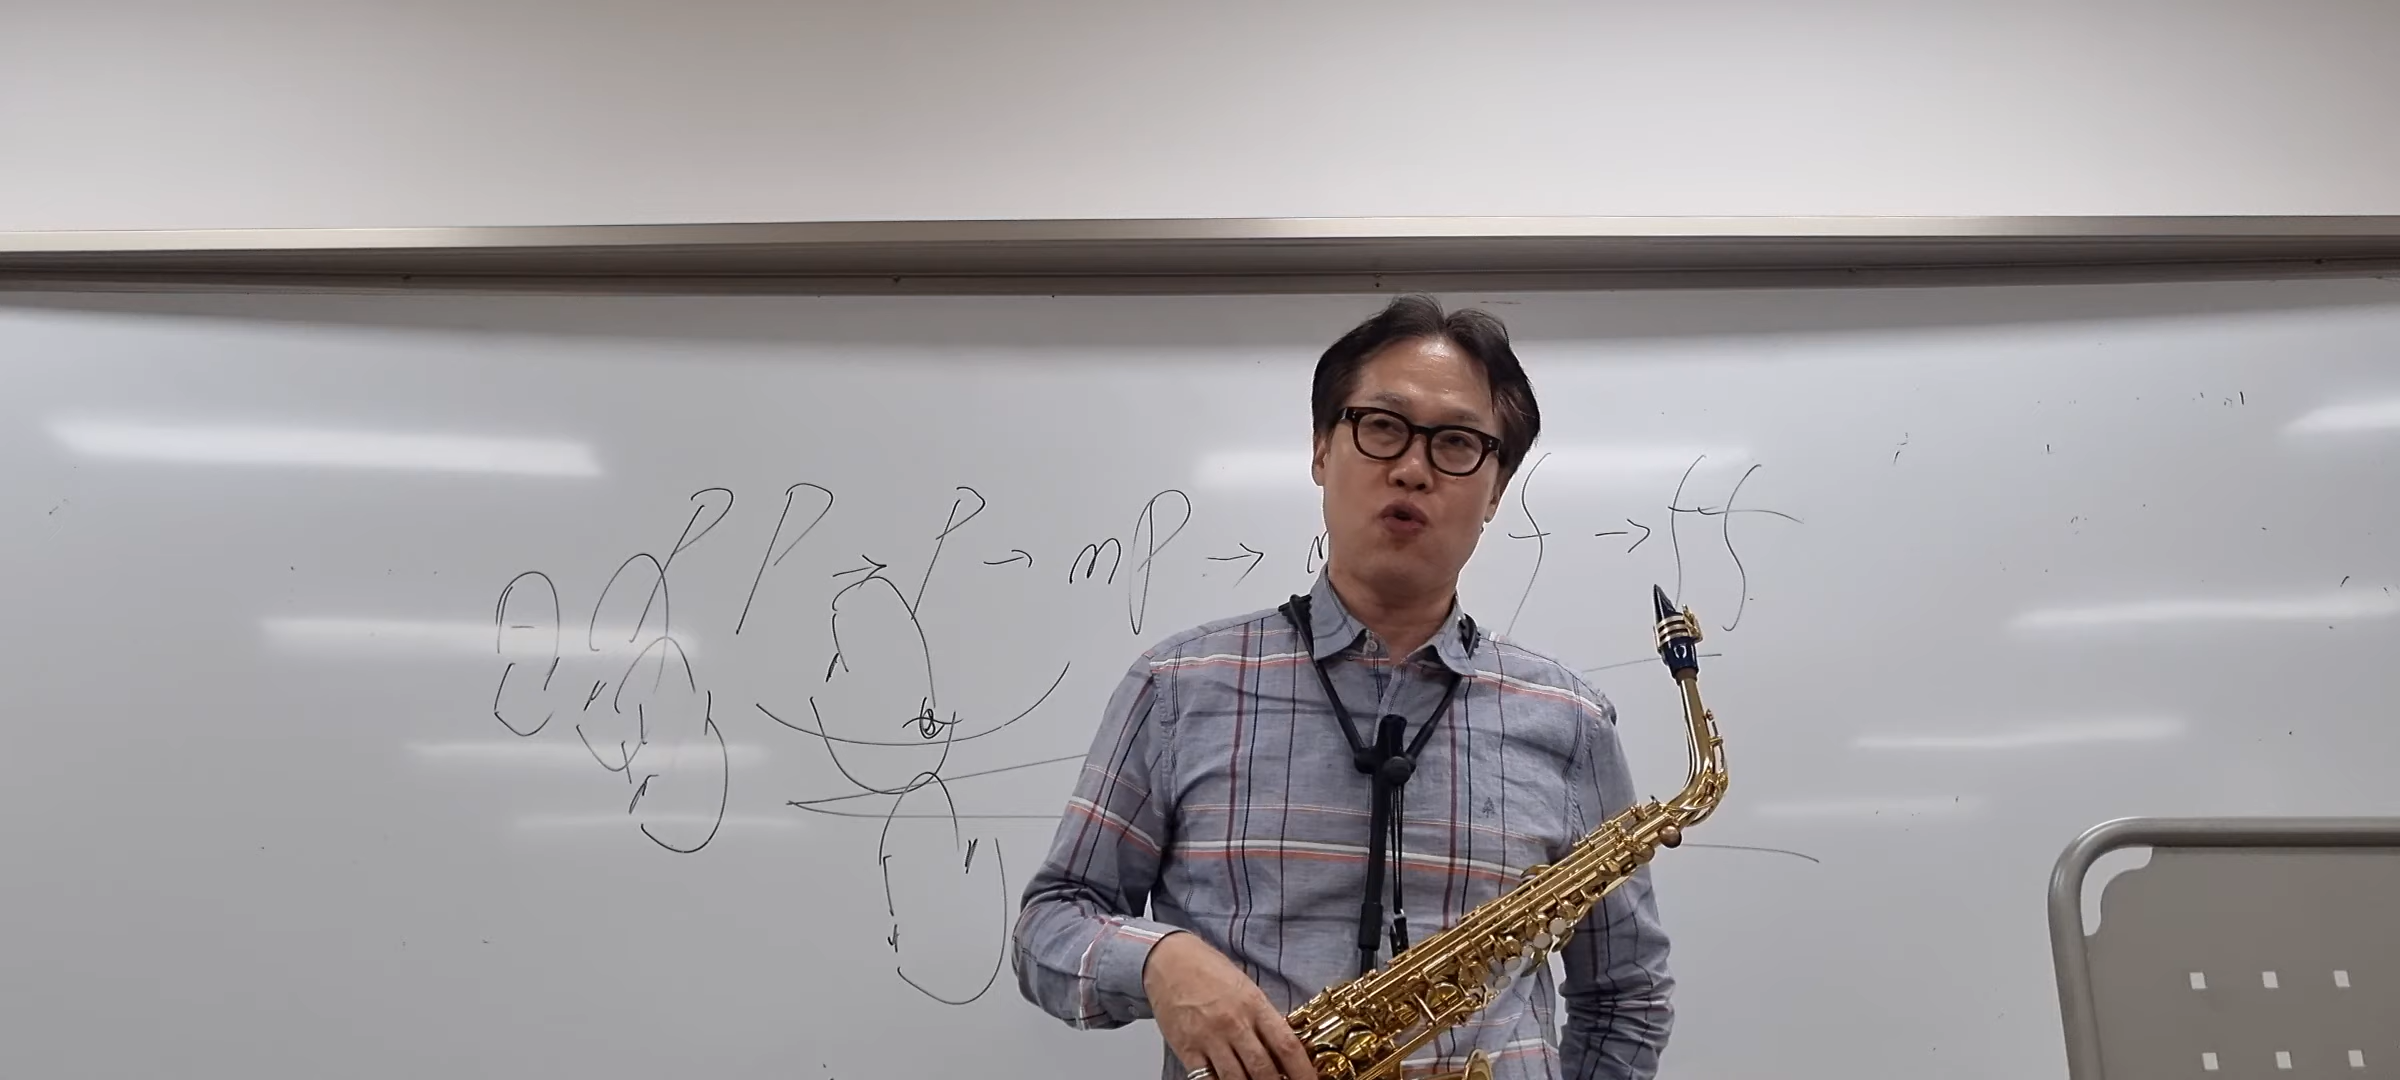 PP → P → mp → m f → ff